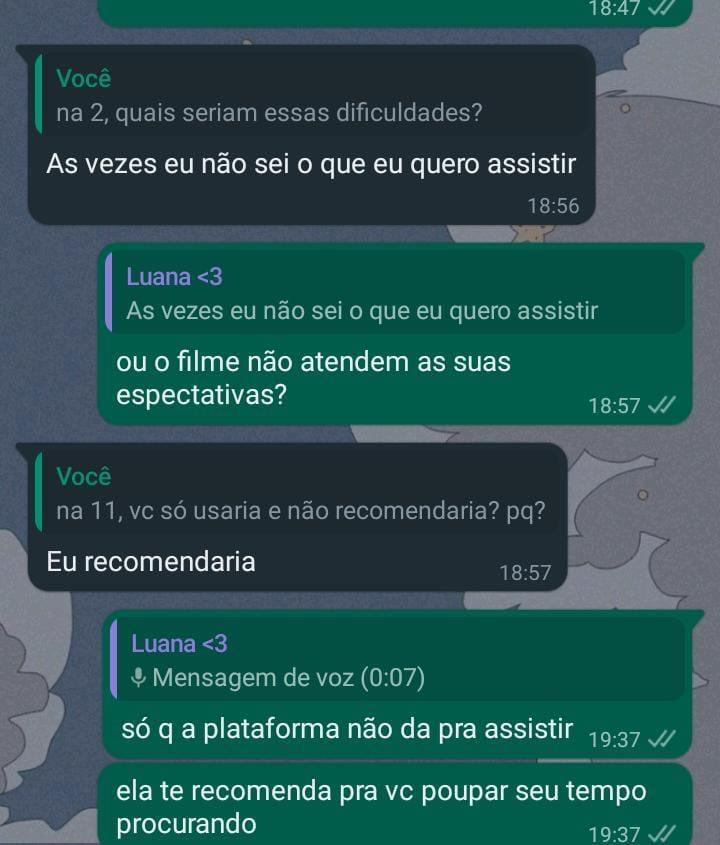 18:47
Você
na 2, quais seriam essas dificuldades?
As vezes eu não sei o que eu quero assistir
18:56
Luana <3
As vezes eu não sei o que eu quero assistir
ou o filme não atendem as suas
espectativas?
18:57
Você
na 11, vc só usaria e não recomendaria? pq?
Eu recomendaria
18:57
Luana <3
Mensagem de voz (0:07)
só q a plataforma não da pra assistir
19:37
ela te recomenda pra vc poupar seu tempo
procurando
19:37